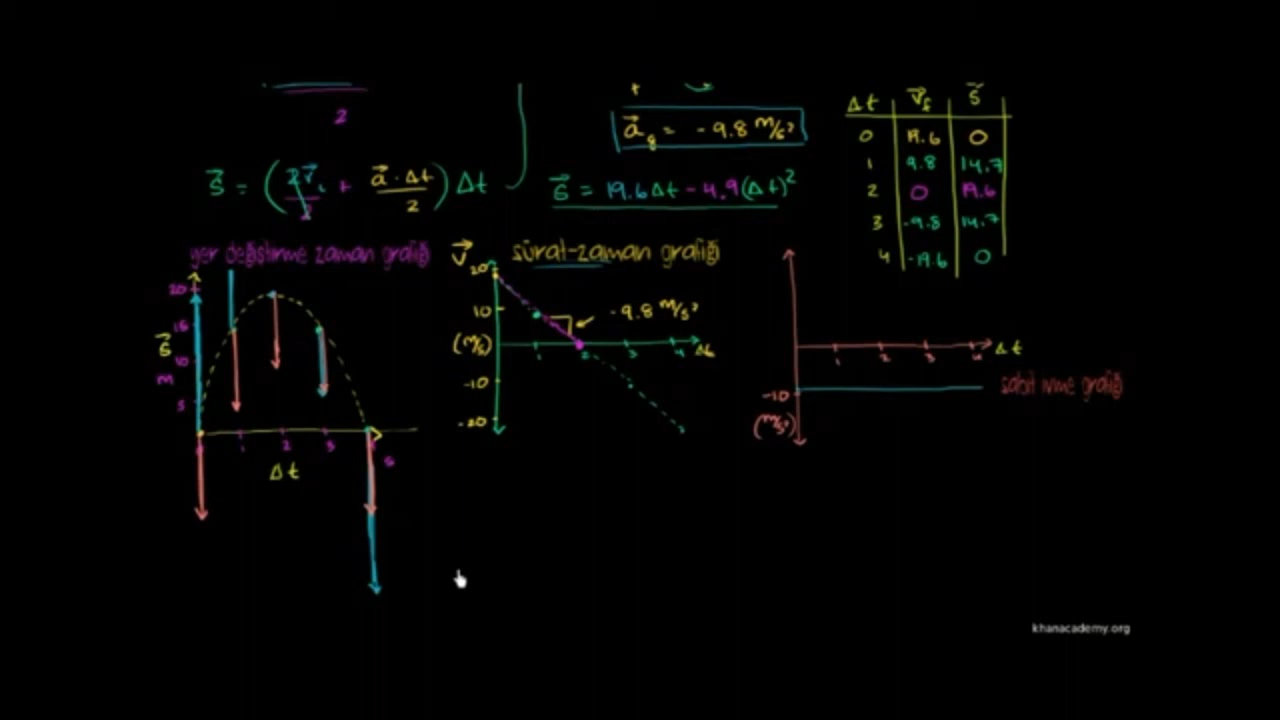 2
a⃗g = -9.8 m/s²
s⃗ = (2v⃗i/2 + a⃗·Δt/2) Δt
s⃗ = 19.6Δt - 4.9(Δt)²
Δt v⃗f s⃗
0 19.6 0
1 9.8 14.7
2 0 19.6
3 -9.8 14.7
4 -19.6 0
yer değiştirme zaman grafiği
20
15
s⃗
10
m
5
1 2 3 5
Δt
v⃗ sürat-zaman grafiği
20
10
-9.8 m/s²
(m/s)
1 2 3 4 Δt
-10
-20
1 2 3 4 Δt
sabit ivme grafiği
-10
(m/s²)
khanacademy.org